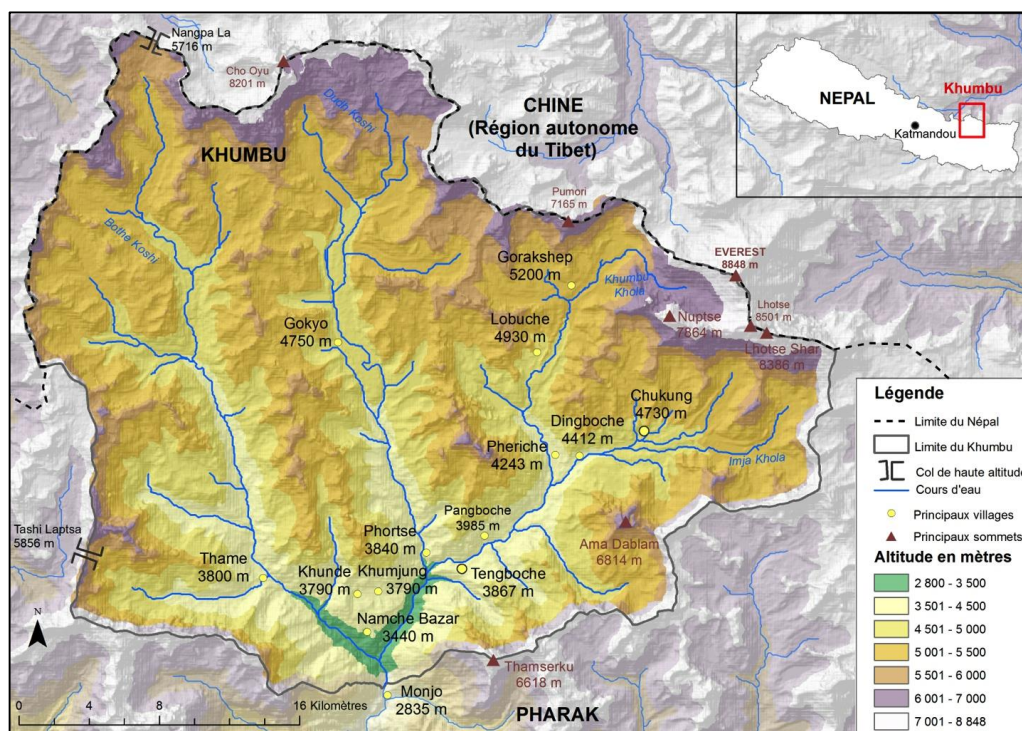 Nangpa La
5716 m
Cho Oyu
8201 m
Dudh Koshi
KHUMBU
CHINE
(Région autonome
du Tibet)
NEPAL
Khumbu
Katmandou
Bothe Koshi
Pumori
7165 m
Gorakshep
5200 m
Khumbu
Khola
EVEREST
8848 m
Lhotse
8501 m
Nuptse
7864 m
Lhotse Shar
8386 m
Gokyo
4750 m
Lobuche
4930 m
Chukung
4730 m
Dingboche
4412 m
Pheriche
4243 m
Imja Khola
Pangboche
3985 m
Ama Dablam
6814 m
Tashi Laptsa
5856 m
Phortse
3840 m
Thame
3800 m
Khunde
3790 m
Khumjung
3790 m
Tengboche
3867 m
Namche Bazar
3440 m
Thamserku
6618 m
Monjo
2835 m
PHARAK
N
0 4 8 16 Kilomètres
Légende
Limite du Népal
Limite du Khumbu
Col de haute altitude
Cours d'eau
Principaux villages
Principaux sommets
Altitude en mètres
2 800 - 3 500
3 501 - 4 500
4 501 - 5 000
5 001 - 5 500
5 501 - 6 000
6 001 - 7 000
7 001 - 8 848